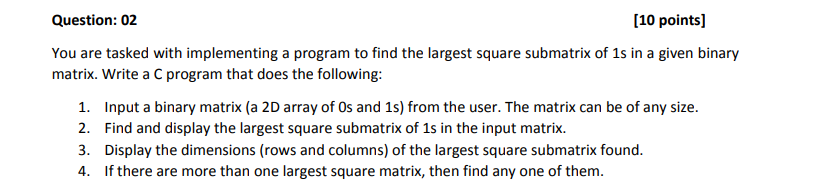 Question: 02 [10 points]
You are tasked with implementing a program to find the largest square submatrix of 1s in a given binary
matrix. Write a C program that does the following:
1. Input a binary matrix (a 2D array of 0s and 1s) from the user. The matrix can be of any size.
2. Find and display the largest square submatrix of 1s in the input matrix.
3. Display the dimensions (rows and columns) of the largest square submatrix found.
4. If there are more than one largest square matrix, then find any one of them.